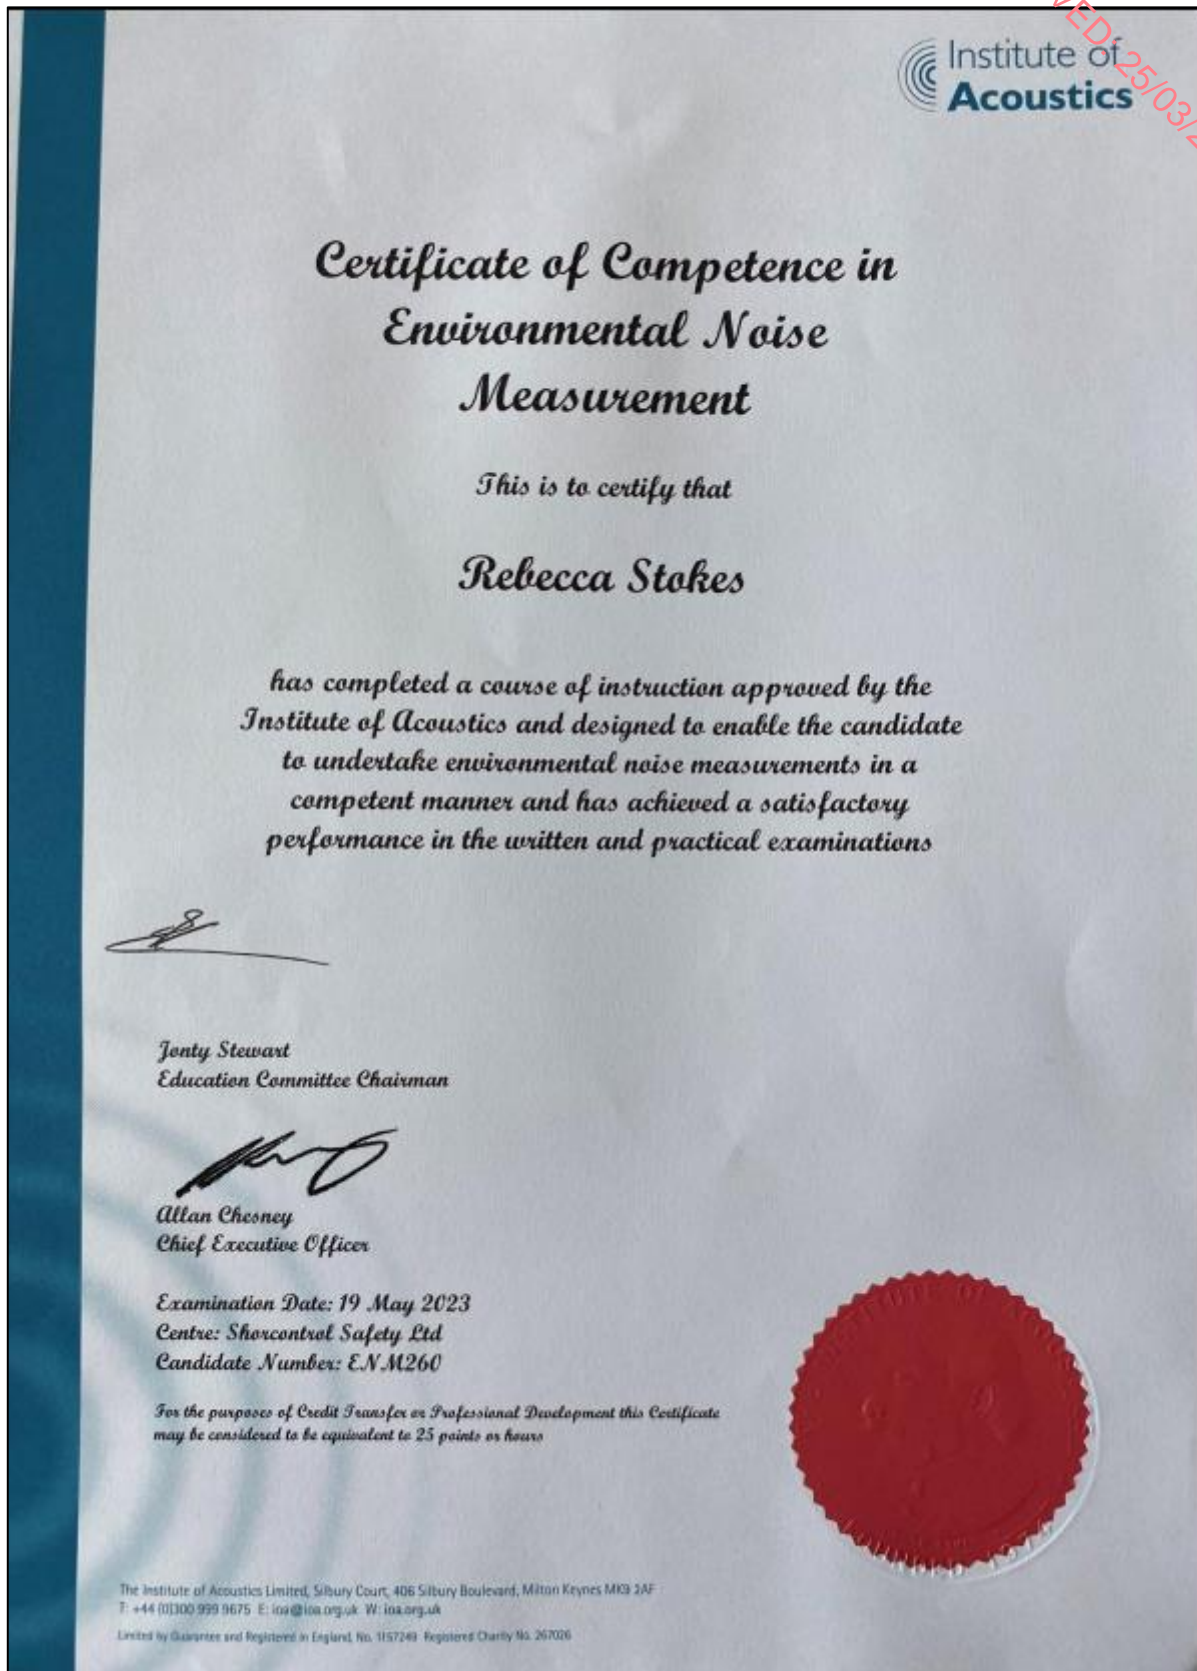 VED: 25/03/2
Institute of
Acoustics
Certificate of Competence in
Environmental Noise
Measurement
This is to certify that
Rebecca Stokes
has completed a course of instruction approved by the
Institute of Acoustics and designed to enable the candidate
to undertake environmental noise measurements in a
competent manner and has achieved a satisfactory
performance in the written and practical examinations
Jonty Stewart
Education Committee Chairman
Allan Chesney
Chief Executive Officer
Examination Date: 19 May 2023
Centre: Shorcontrol Safety Ltd
Candidate Number: ENM260
For the purposes of Credit Transfer or Professional Development this Certificate
may be considered to be equivalent to 25 points or hours
The Institute of Acoustics Limited, Silbury Court, 406 Silbury Boulevard, Milton Keynes MK9 2AF
T: +44 (0)300 999 9675 E: ioa@ioa.org.uk W: ioa.org.uk
Limited by Guarantee and Registered in England, No. 1157249 Registered Charity No. 267026